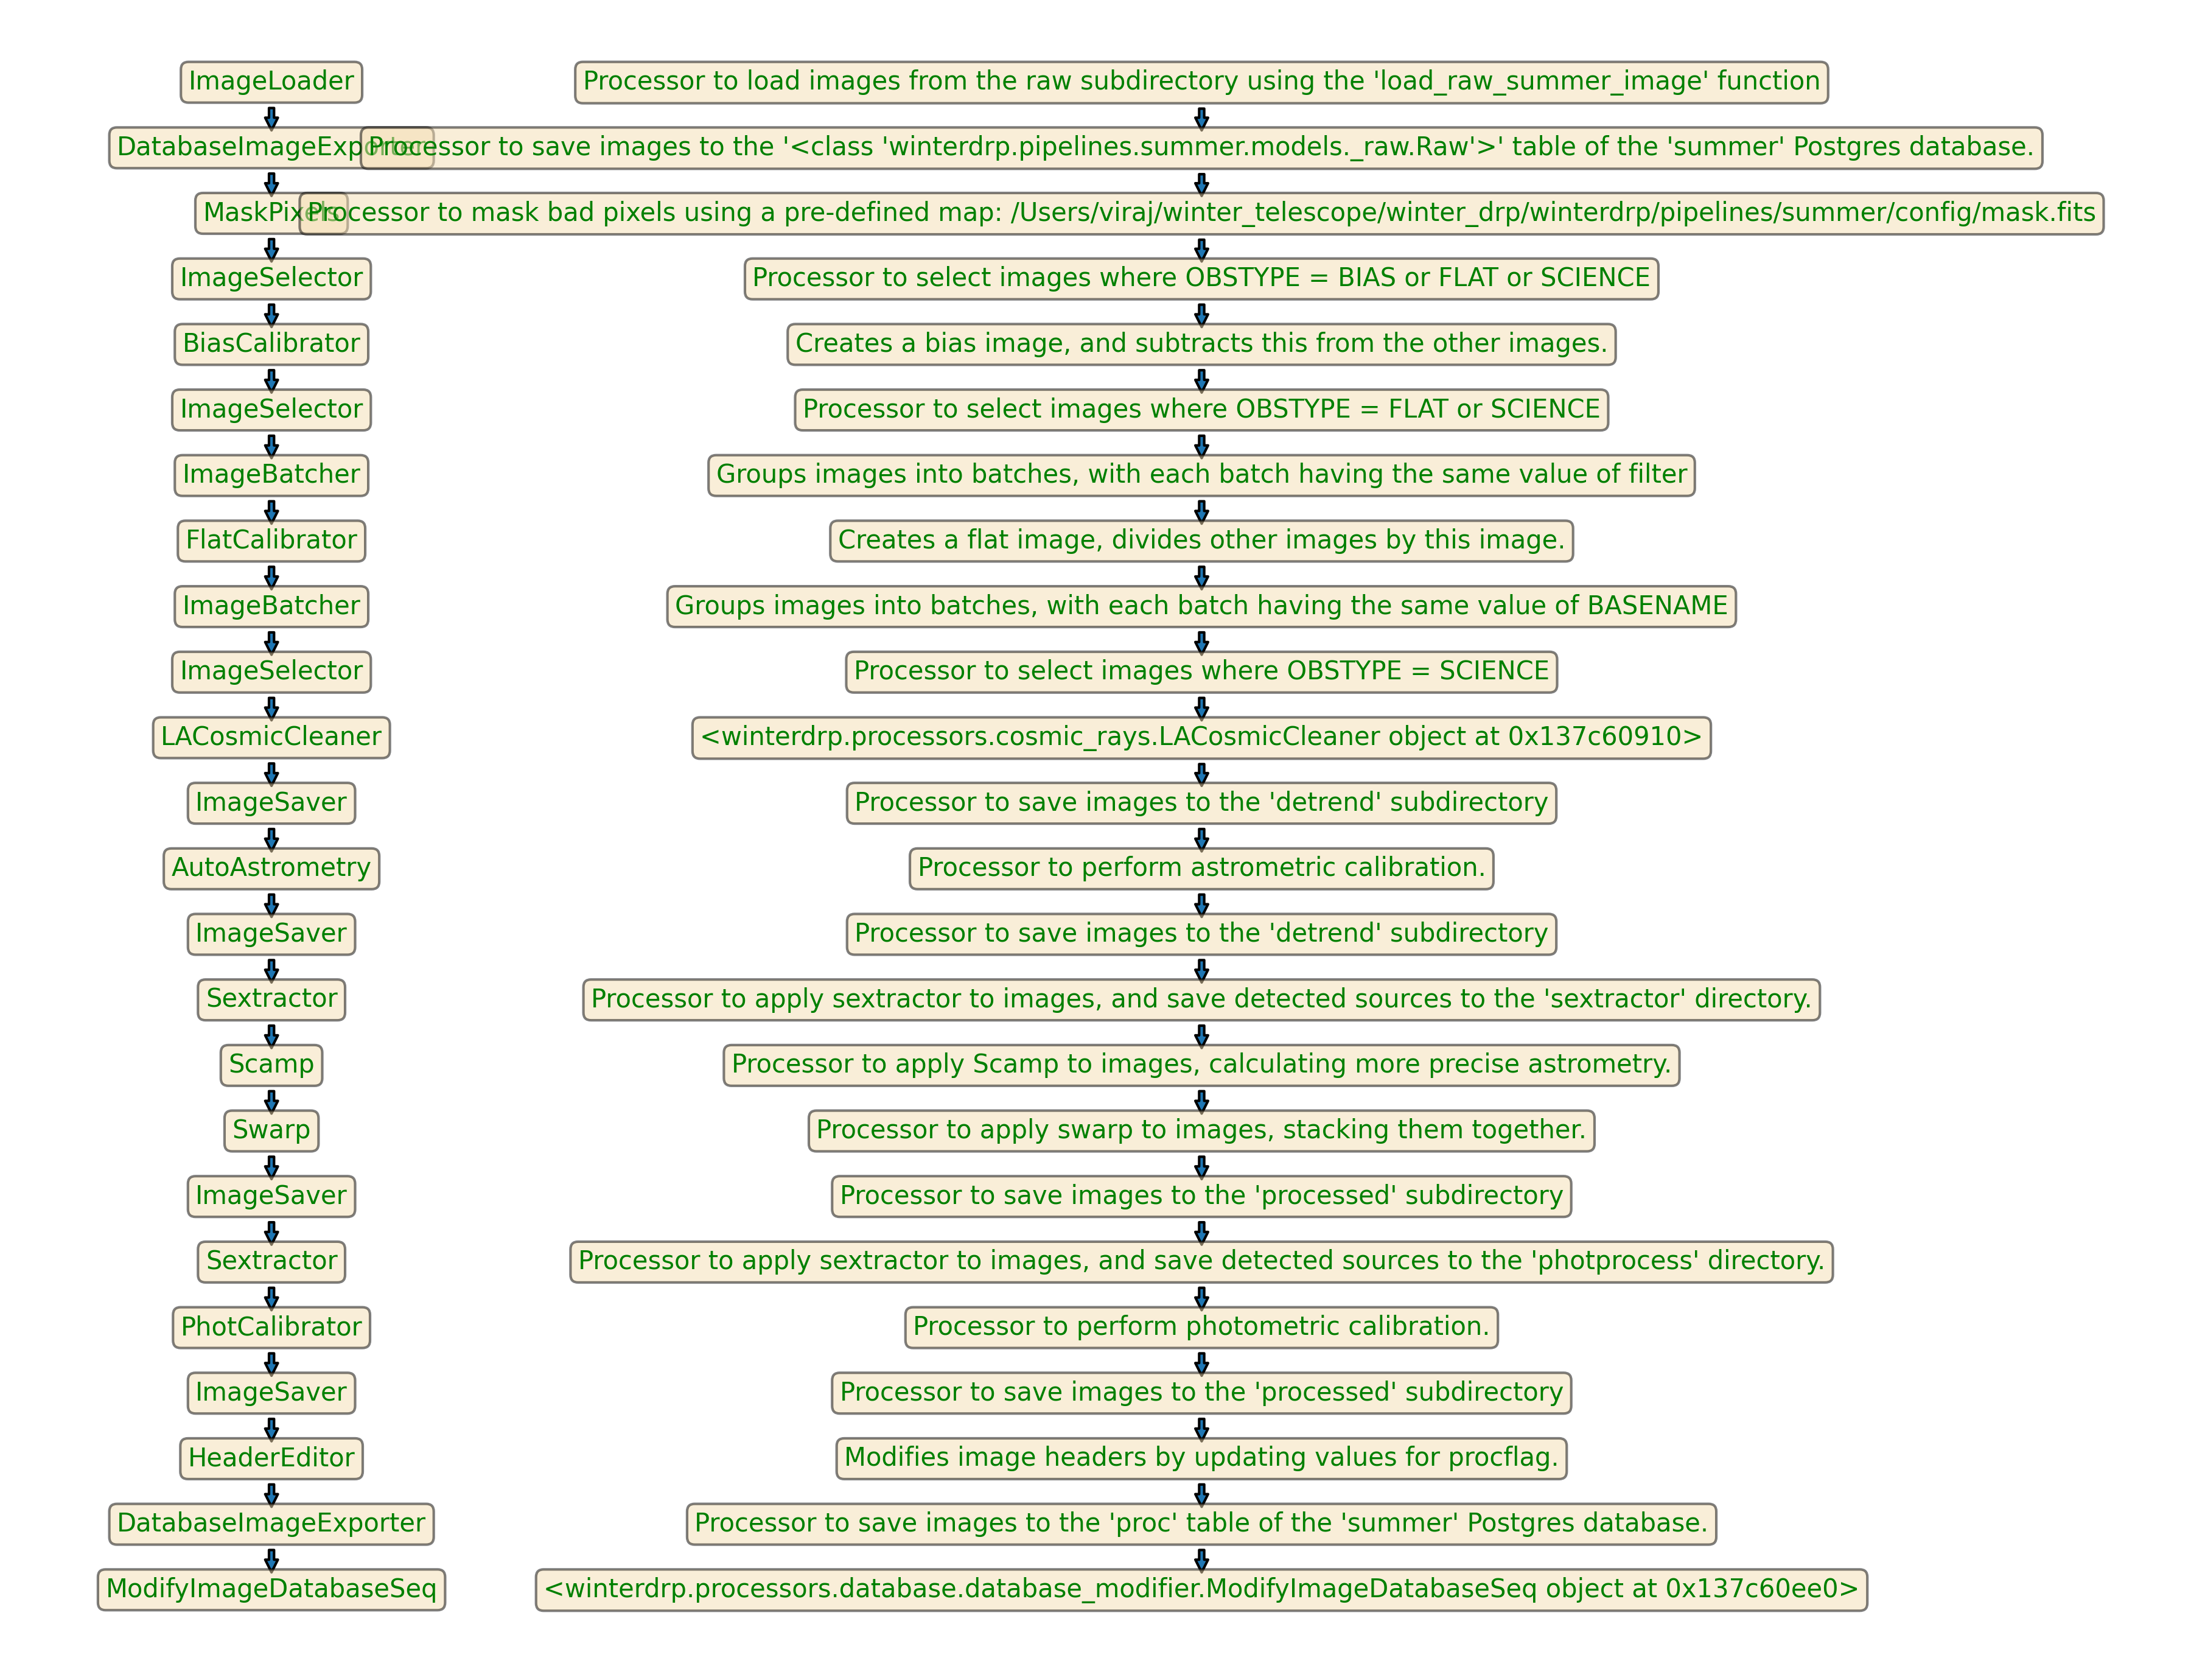 ImageLoader Processor to load images from the raw subdirectory using the 'load_raw_summer_image' function
DatabaseImageExporter Processor to save images to the '<class 'winterdrp.pipelines.summer.models._raw.Raw'>' table of the 'summer' Postgres database.
MaskPixels Processor to mask bad pixels using a pre-defined map: /Users/viraj/winter_telescope/winter_drp/winterdrp/pipelines/summer/config/mask.fits
ImageSelector Processor to select images where OBSTYPE = BIAS or FLAT or SCIENCE
BiasCalibrator Creates a bias image, and subtracts this from the other images.
ImageSelector Processor to select images where OBSTYPE = FLAT or SCIENCE
ImageBatcher Groups images into batches, with each batch having the same value of filter
FlatCalibrator Creates a flat image, divides other images by this image.
ImageBatcher Groups images into batches, with each batch having the same value of BASENAME
ImageSelector Processor to select images where OBSTYPE = SCIENCE
LACosmicCleaner <winterdrp.processors.cosmic_rays.LACosmicCleaner object at 0x137c60910>
ImageSaver Processor to save images to the 'detrend' subdirectory
AutoAstrometry Processor to perform astrometric calibration.
ImageSaver Processor to save images to the 'detrend' subdirectory
Sextractor Processor to apply sextractor to images, and save detected sources to the 'sextractor' directory.
Scamp Processor to apply Scamp to images, calculating more precise astrometry.
Swarp Processor to apply swarp to images, stacking them together.
ImageSaver Processor to save images to the 'processed' subdirectory
Sextractor Processor to apply sextractor to images, and save detected sources to the 'photprocess' directory.
PhotCalibrator Processor to perform photometric calibration.
ImageSaver Processor to save images to the 'processed' subdirectory
HeaderEditor Modifies image headers by updating values for procflag.
DatabaseImageExporter Processor to save images to the 'proc' table of the 'summer' Postgres database.
ModifyImageDatabaseSeq <winterdrp.processors.database.database_modifier.ModifyImageDatabaseSeq object at 0x137c60ee0>